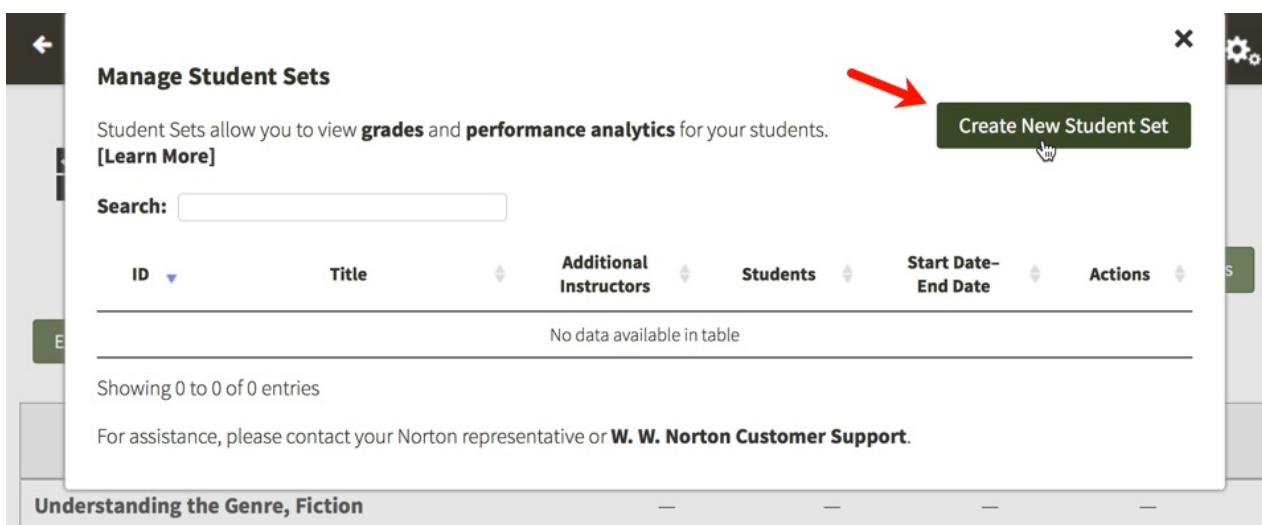 Manage Student Sets
Student Sets allow you to view grades and performance analytics for your students.
[Learn More]
Create New Student Set
Search:
ID Title Additional Instructors Students Start Date– End Date Actions
No data available in table
Showing 0 to 0 of 0 entries
For assistance, please contact your Norton representative or W. W. Norton Customer Support.
Understanding the Genre, Fiction — — — —